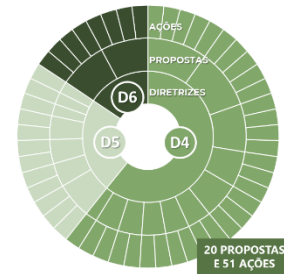 AÇÕES
PROPOSTAS
DIRETRIZES
D6
D5
D4
20 PROPOSTAS
E 51 AÇÕES